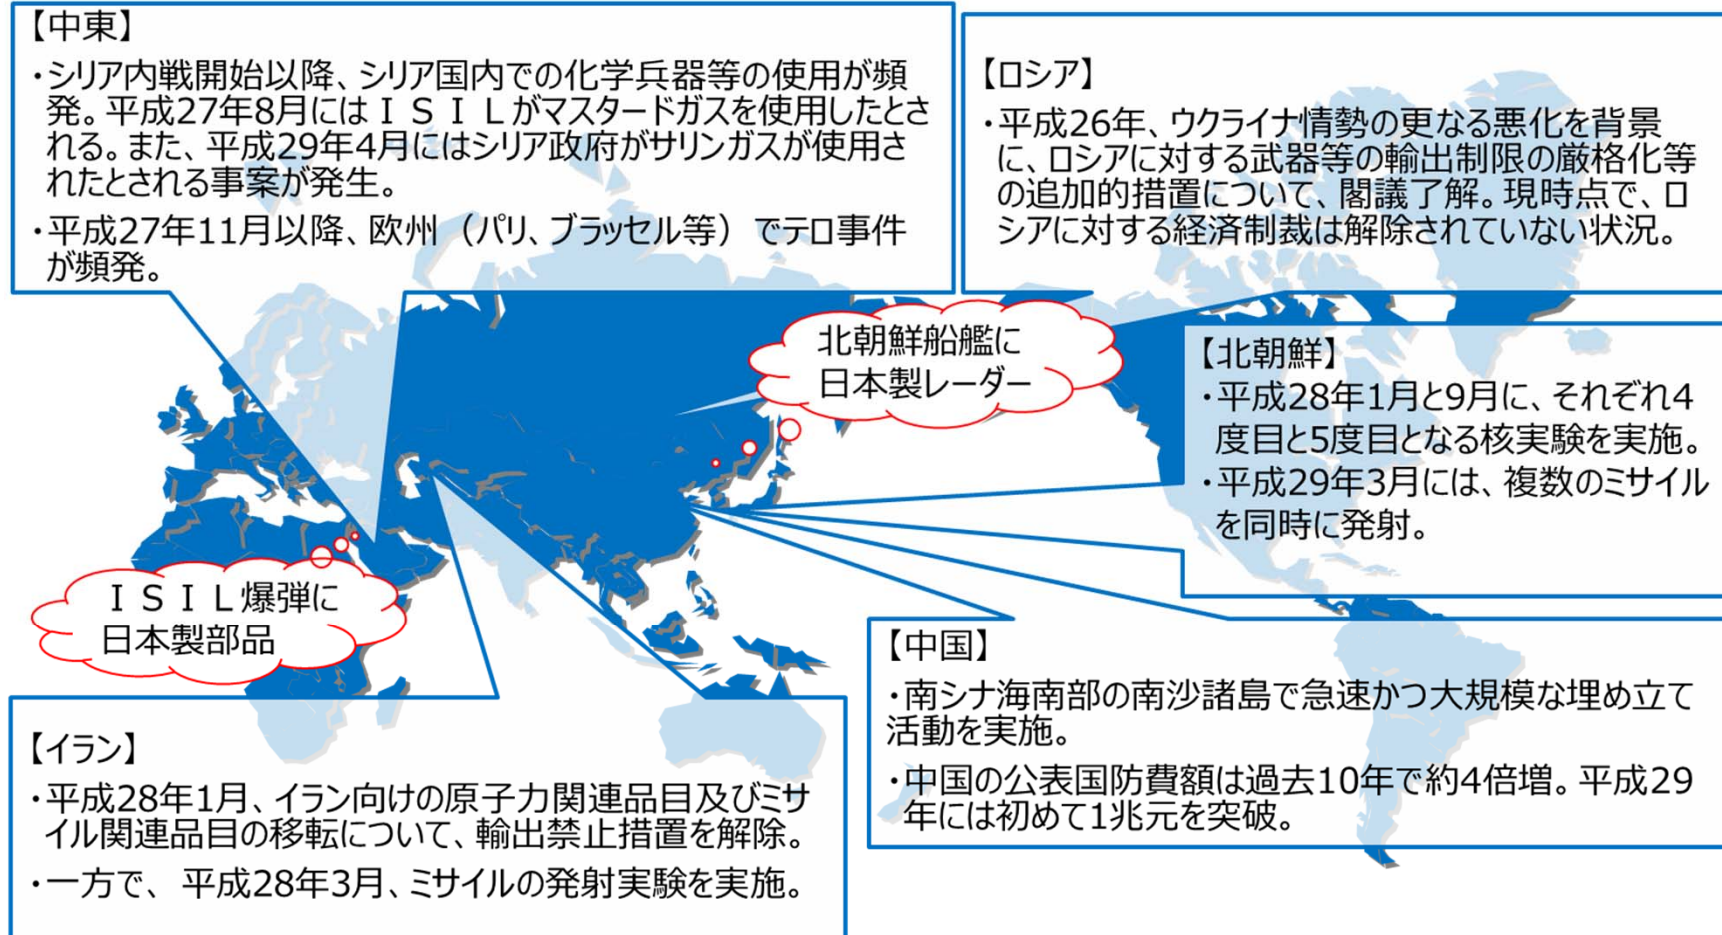 【中東】
・シリア内戦開始以降、シリア国内での化学兵器等の使用が頻
発。平成27年8月にはＩＳＩＬがマスタードガスを使用したとさ
れる。また、平成29年4月にはシリア政府がサリンガスが使用さ
れたとされる事案が発生。
・平成27年11月以降、欧州（パリ、ブラッセル等）でテロ事件
が頻発。
【ロシア】
・平成26年、ウクライナ情勢の更なる悪化を背景
に、ロシアに対する武器等の輸出制限の厳格化等
の追加的措置について、閣議了解。現時点で、ロ
シアに対する経済制裁は解除されていない状況。
北朝鮮船艦に
日本製レーダー
【北朝鮮】
・平成28年1月と9月に、それぞれ4
度目と5度目となる核実験を実施。
・平成29年3月には、複数のミサイル
を同時に発射。
ＩＳＩＬ爆弾に
日本製部品
【中国】
・南シナ海南部の南沙諸島で急速かつ大規模な埋め立て
活動を実施。
・中国の公表国防費額は過去10年で約4倍増。平成29
年には初めて1兆元を突破。
【イラン】
・平成28年1月、イラン向けの原子力関連品目及びミサ
イル関連品目の移転について、輸出禁止措置を解除。
・一方で、 平成28年3月、ミサイルの発射実験を実施。